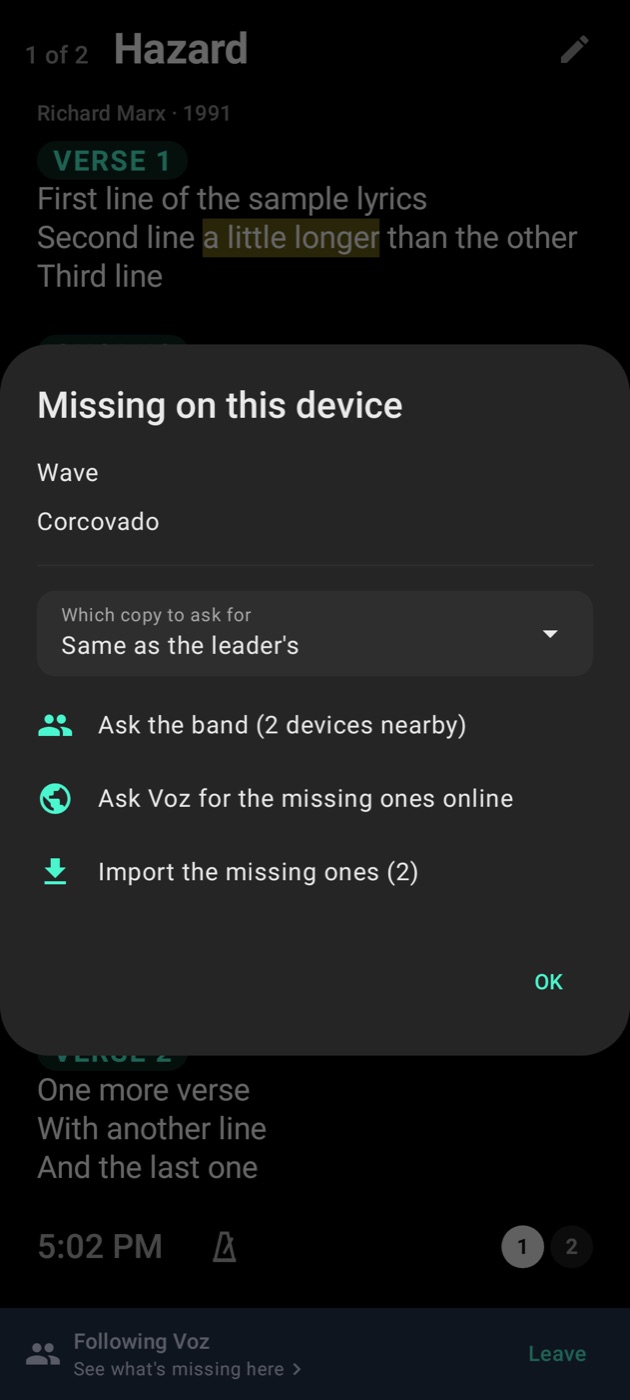 1 of 2 Hazard
Richard Marx · 1991
VERSE 1
First line of the sample lyrics
Second line a little longer than the other
Third line
Missing on this device
Wave
Corcovado
Which copy to ask for
Same as the leader's
Ask the band (2 devices nearby)
Ask Voz for the missing ones online
Import the missing ones (2)
OK
VERSE 2
One more verse
With another line
And the last one
5:02 PM 1 2
Following Voz
See what's missing here
Leave